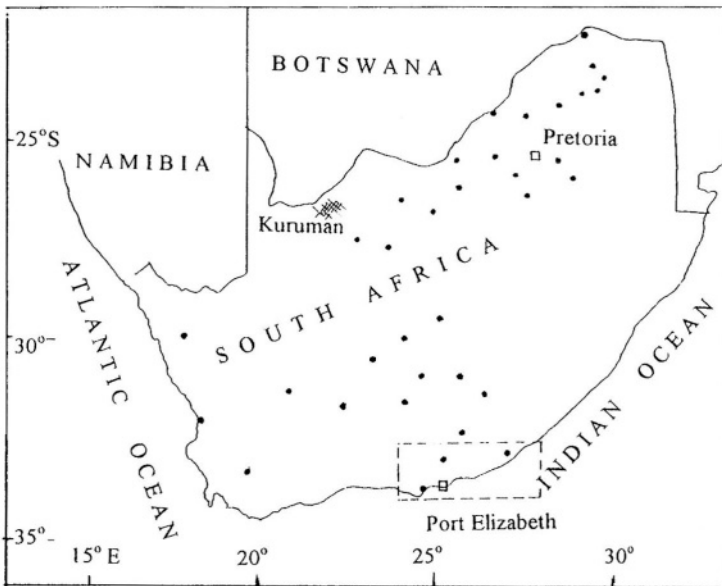 BOTSWANA
25°S
Pretoria
NAMIBIA
Kuruman
SOUTH AFRICA
ATLANTIC OCEAN
30°
INDIAN OCEAN
Port Elizabeth
35°
15° E
20°
25°
30°